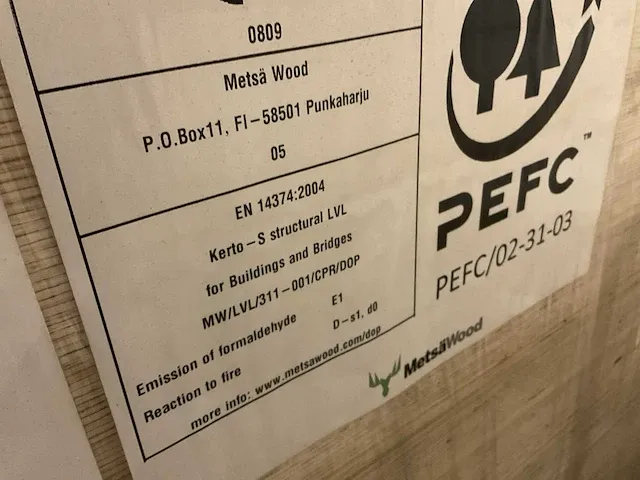 0809
Metsä Wood
P.O.Box11, FI-58501 Punkaharju
05
EN 14374:2004
Kerto-S structural LVL
for Buildings and Bridges
MW/LVL/311-001/CPR/DOP
Emission of formaldehyde E1
Reaction to fire D-s1, d0
more info: www.metsawood.com/dop
PEFC™
PEFC/02-31-03
MetsäWood